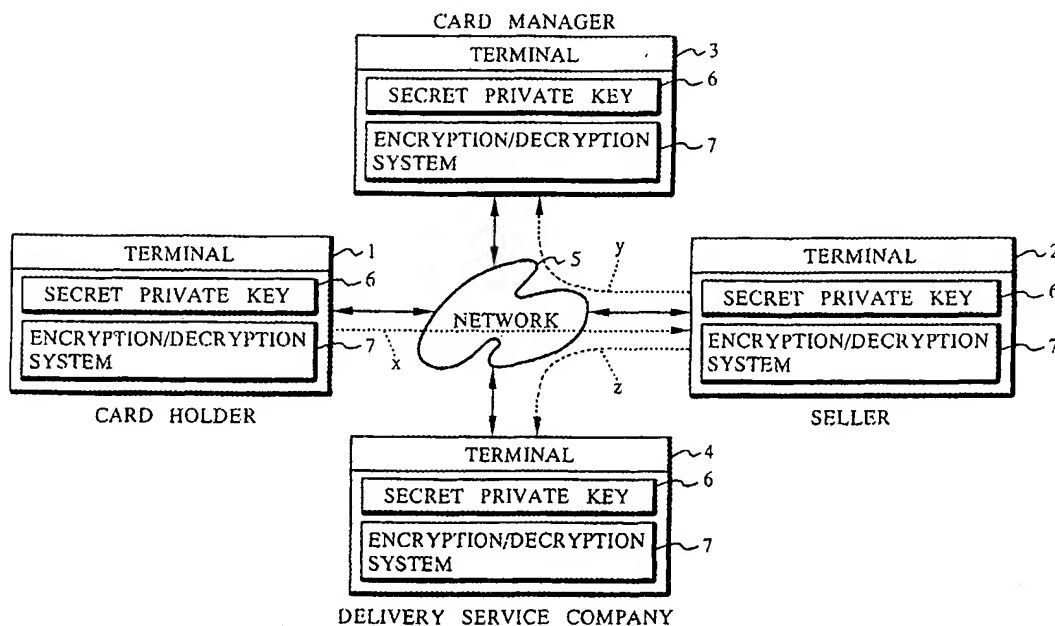 CARD MANAGER
TERMINAL
3
SECRET PRIVATE KEY
6
ENCRYPTION/DECRYPTION
SYSTEM
7
TERMINAL
1
SECRET PRIVATE KEY
6
ENCRYPTION/DECRYPTION
SYSTEM
7
CARD HOLDER
x
5
NETWORK
y
z
TERMINAL
2
SECRET PRIVATE KEY
6
ENCRYPTION/DECRYPTION
SYSTEM
7
SELLER
TERMINAL
4
SECRET PRIVATE KEY
6
ENCRYPTION/DECRYPTION
SYSTEM
7
DELIVERY SERVICE COMPANY